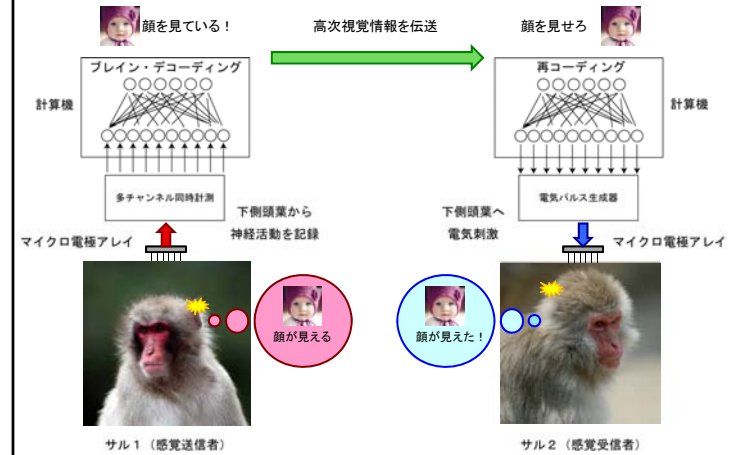 顔を見ている！
高次視覚情報を伝送
顔を見せろ
ブレイン・デコーディング
再コーディング
計算機
計算機
多チャンネル同時計測
電気パルス生成器
下側頭葉から
神経活動を記録
下側頭葉へ
電気刺激
マイクロ電極アレイ
マイクロ電極アレイ
顔が見える
顔が見えた！
サル１（感覚送信者）
サル２（感覚受信者）